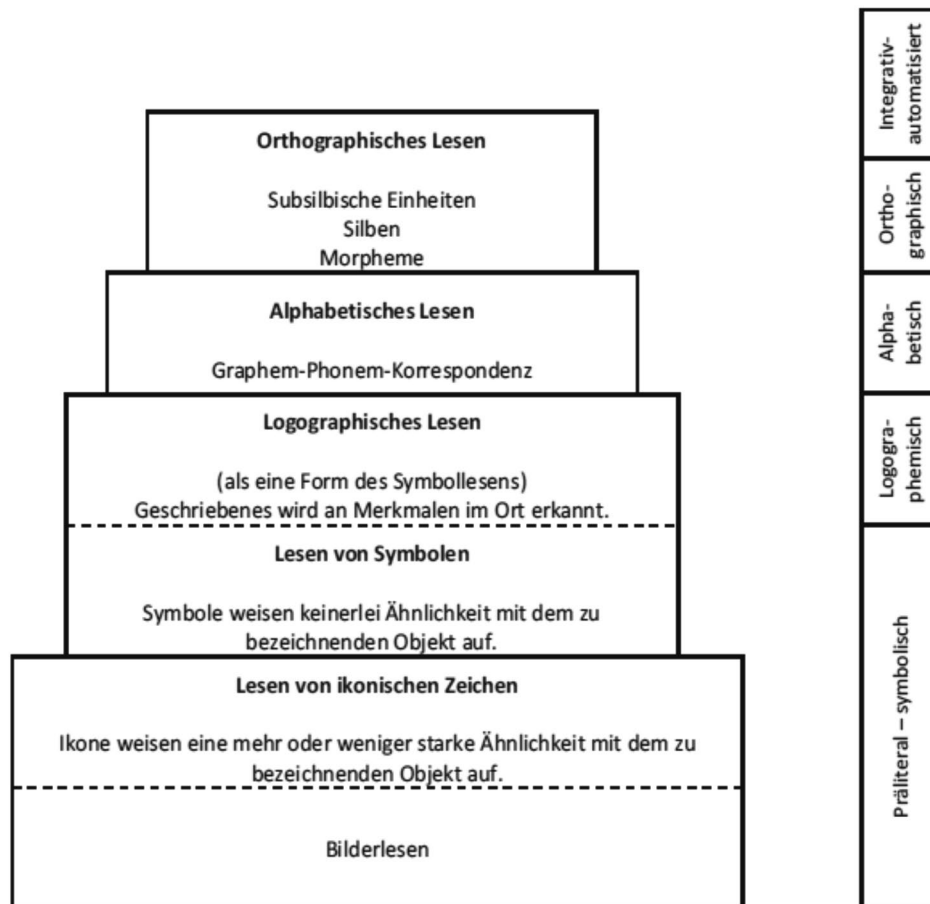 Orthographisches Lesen
Subsilbische Einheiten
Silben
Morpheme
Alphabetisches Lesen
Graphem-Phonem-Korrespondenz
Logographisches Lesen
(als eine Form des Symbollesens)
Geschriebenes wird an Merkmalen im Ort erkannt.
Lesen von Symbolen
Symbole weisen keinerlei Ähnlichkeit mit dem zu
bezeichnenden Objekt auf.
Lesen von ikonischen Zeichen
Ikone weisen eine mehr oder weniger starke Ähnlichkeit mit dem zu
bezeichnenden Objekt auf.
Bilderlesen
Integrativ-
automatisiert
Ortho-
graphisch
Alpha-
betisch
Logogra-
phemisch
Präliteral – symbolisch